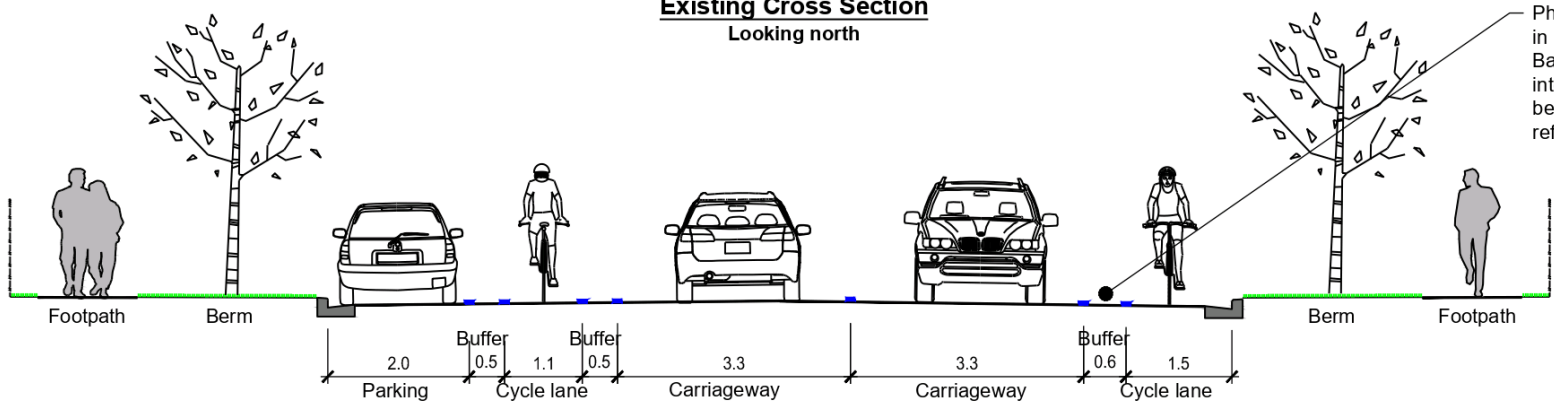 Existing Cross Section
Looking north
Footpath
Berm
Buffer
Buffer
Buffer
Berm
Footpath
2.0
0.5
1.1
0.5
3.3
3.3
0.6
1.5
Parking
Cycle lane
Carriageway
Carriageway
Cycle lane
in